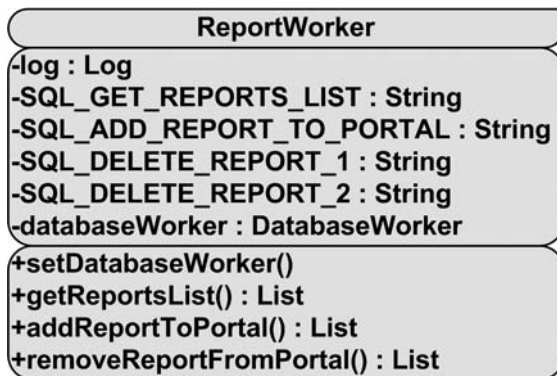 ReportWorker
-log : Log
-SQL_GET_REPORTS_LIST : String
-SQL_ADD_REPORT_TO_PORTAL : String
-SQL_DELETE_REPORT_1 : String
-SQL_DELETE_REPORT_2 : String
-databaseWorker : DatabaseWorker
+setDatabaseWorker()
+getReportsList() : List
+addReportToPortal() : List
+removeReportFromPortal() : List